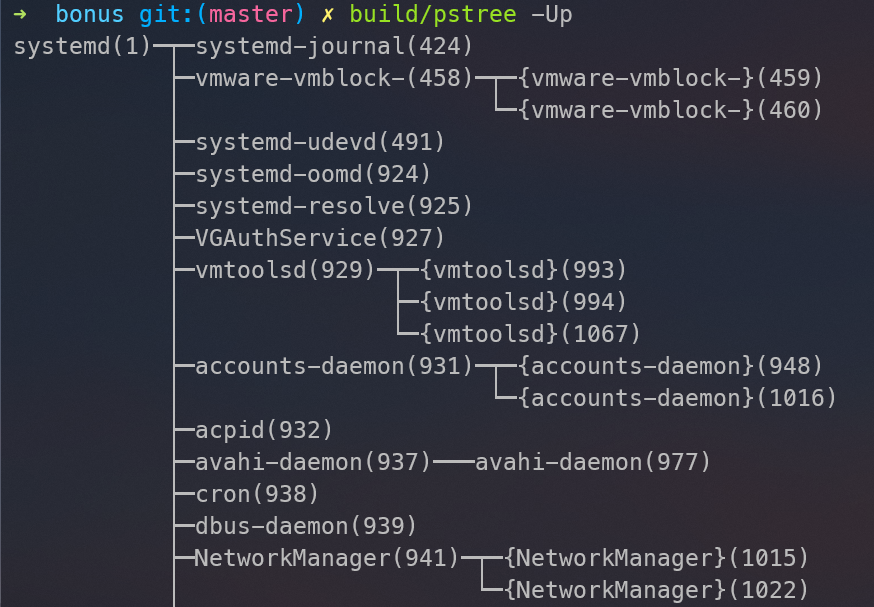 ➜  bonus git:(master) ✗ build/pstree -Up
systemd(1)─┬─systemd-journal(424)
           ├─vmware-vmblock-(458)─┬─{vmware-vmblock-}(459)
           │                      └─{vmware-vmblock-}(460)
           ├─systemd-udevd(491)
           ├─systemd-oomd(924)
           ├─systemd-resolve(925)
           ├─VGAuthService(927)
           ├─vmtoolsd(929)─┬─{vmtoolsd}(993)
           │               ├─{vmtoolsd}(994)
           │               └─{vmtoolsd}(1067)
           ├─accounts-daemon(931)─┬─{accounts-daemon}(948)
           │                      └─{accounts-daemon}(1016)
           ├─acpid(932)
           ├─avahi-daemon(937)───avahi-daemon(977)
           ├─cron(938)
           ├─dbus-daemon(939)
           ├─NetworkManager(941)─┬─{NetworkManager}(1015)
           │                     └─{NetworkManager}(1022)